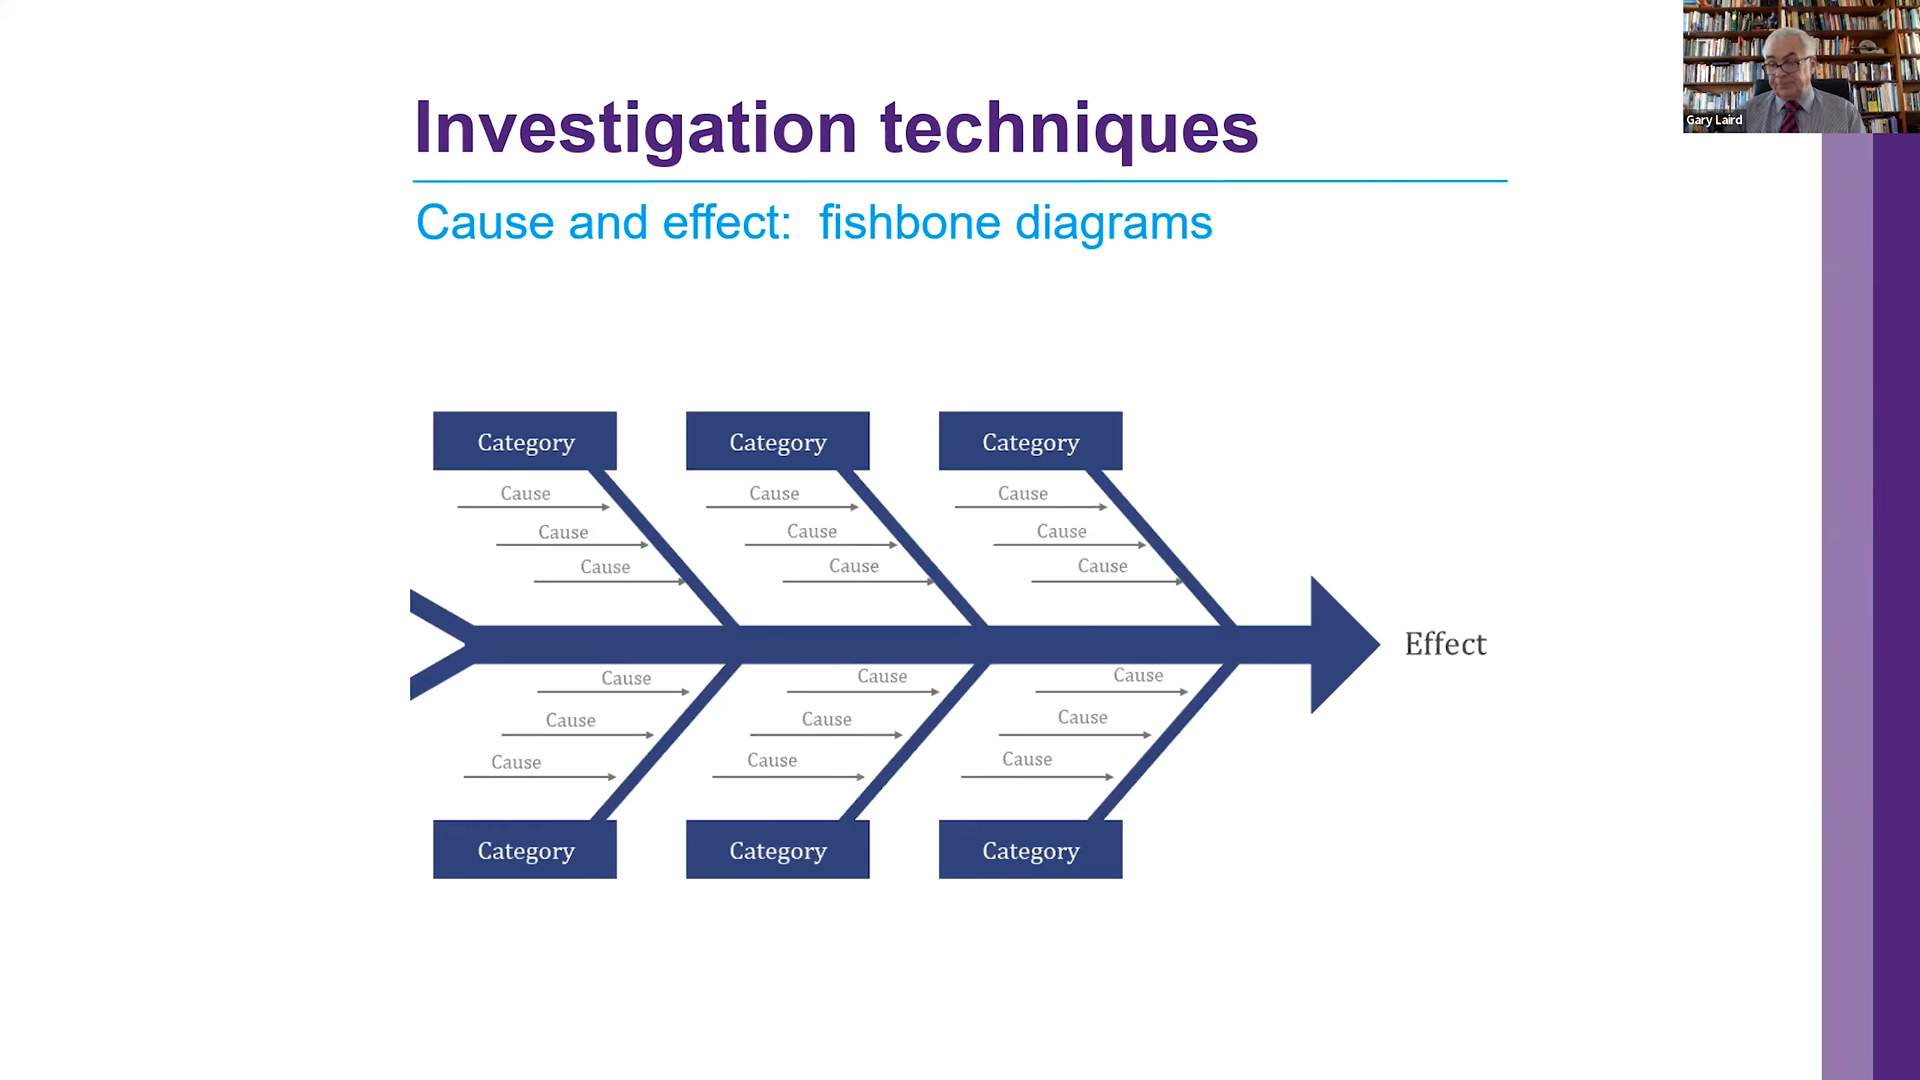 Gary Laird
Investigation techniques
Cause and effect:  fishbone diagrams
Category
Category
Category
Cause
Cause
Cause
Cause
Cause
Cause
Cause
Cause
Cause
Effect
Cause
Cause
Cause
Cause
Cause
Cause
Cause
Cause
Cause
Category
Category
Category